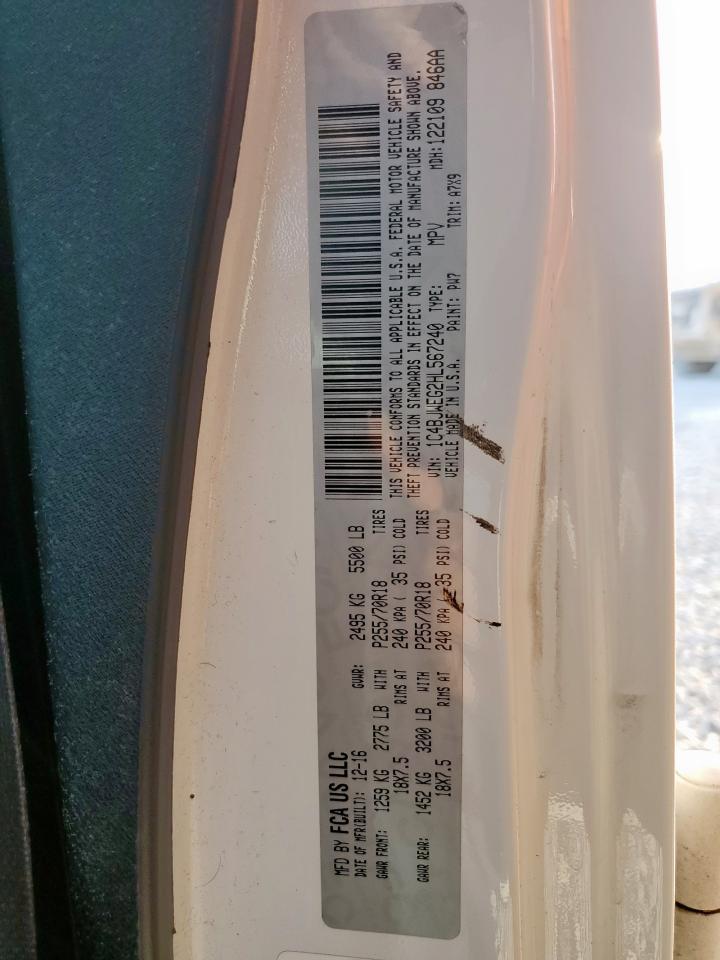 MFD BY FCA US LLC
DATE OF MFR(BUILT): 12-16 GVWR: 2495 KG 5500 LB
GAWR FRONT: 1259 KG 2775 LB WITH P255/70R18 TIRES
18X7.5 RIMS AT 240 KPA ( 35 PSI) COLD
GAWR REAR: 1452 KG 3200 LB WITH P255/70R18 TIRES
18X7.5 RIMS AT 240 KPA ( 35 PSI) COLD
THIS VEHICLE CONFORMS TO ALL APPLICABLE U.S.A. FEDERAL MOTOR VEHICLE SAFETY AND
THEFT PREVENTION STANDARDS IN EFFECT ON THE DATE OF MANUFACTURE SHOWN ABOVE.
VIN: 1C4BJWEG2HL567240 TYPE: MPV MDH:122109 846AA
VEHICLE MADE IN U.S.A. PAINT: PW7 TRIM: A7X9